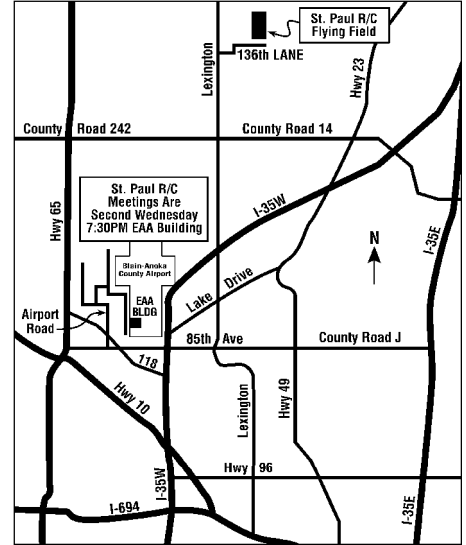 St. Paul R/C
Flying Field
Lexington
136th LANE
Hwy 23
County Road 242
County Road 14
St. Paul R/C
Meetings Are
Second Wednesday
7:30PM EAA Building
I-35W
Hwy 65
I-35E
N
Blain-Anoka
County Airport
Lake Drive
EAA
BLDG
Airport
Road
85th Ave
County Road J
118
Hwy 10
Lexington
Hwy 49
Hwy 96
I-35W
I-694
I-35E